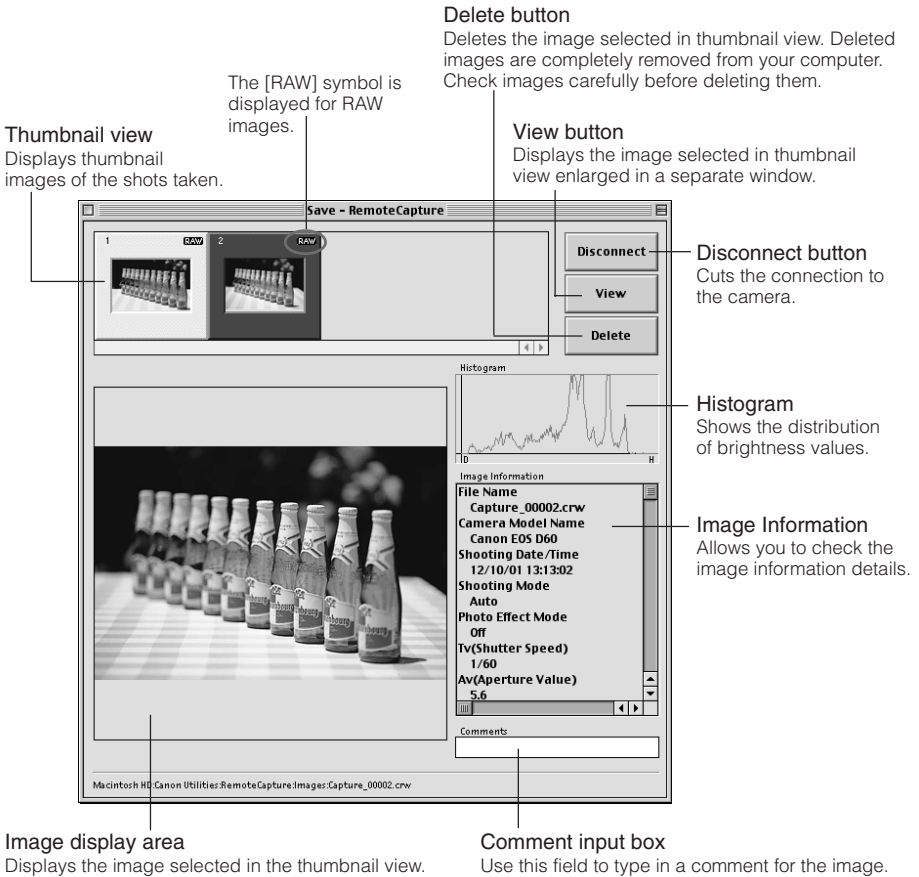 Delete button
Deletes the image selected in thumbnail view. Deleted
images are completely removed from your computer.
Check images carefully before deleting them.
The [RAW] symbol is
displayed for RAW
images.
View button
Displays the image selected in thumbnail
view enlarged in a separate window.
Thumbnail view
Displays thumbnail
images of the shots taken.
Save - RemoteCapture
1 RAW 2 RAW
Disconnect
View
Delete
Disconnect button
Cuts the connection to
the camera.
Histogram
D H
Histogram
Shows the distribution
of brightness values.
Image Information
File Name
Capture_00002.crw
Camera Model Name
Canon EOS D60
Shooting Date/Time
12/10/01 13:13:02
Shooting Mode
Auto
Photo Effect Mode
Off
Tv(Shutter Speed)
1/60
Av(Aperture Value)
5.6
Image Information
Allows you to check the
image information details.
Comments
Macintosh HD:Canon Utilities:RemoteCapture:Images:Capture_00002.crw
Image display area
Displays the image selected in the thumbnail view.
Comment input box
Use this field to type in a comment for the image.